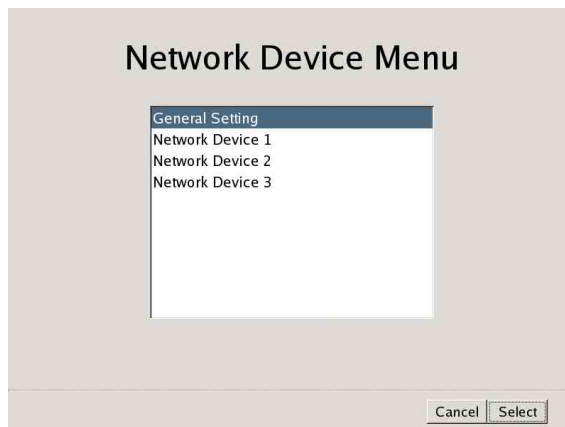 Network Device Menu
General Setting
Network Device 1
Network Device 2
Network Device 3
Cancel Select